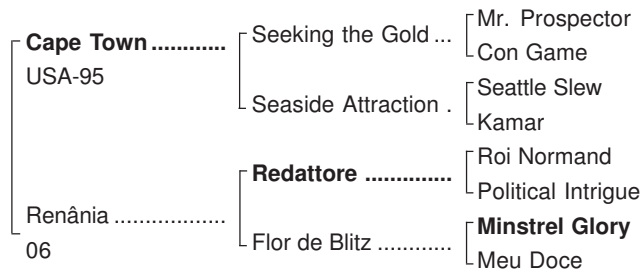 Mr. Prospector
Seeking the Gold ...
Cape Town ............
Con Game
USA-95
Seattle Slew
Seaside Attraction .
Kamar
Roi Normand
Redattore ..............
Political Intrigue
Renânia ..................
Minstrel Glory
06
Flor de Blitz ............
Meu Doce